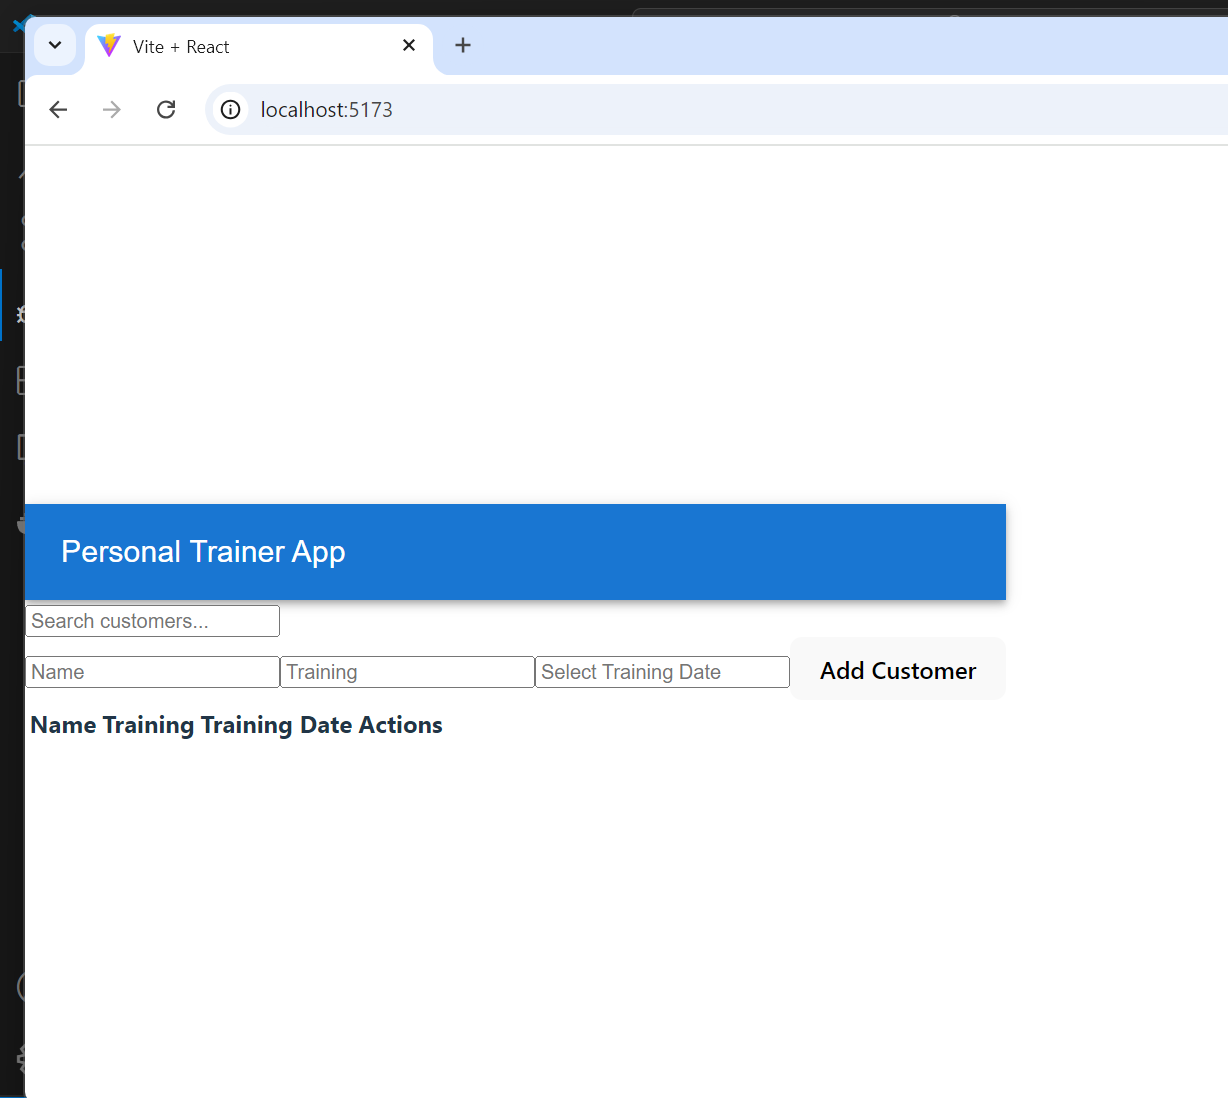 Vite + React
localhost:5173
Personal Trainer App
Search customers...
Name Training Select Training Date Add Customer
Name Training Training Date Actions